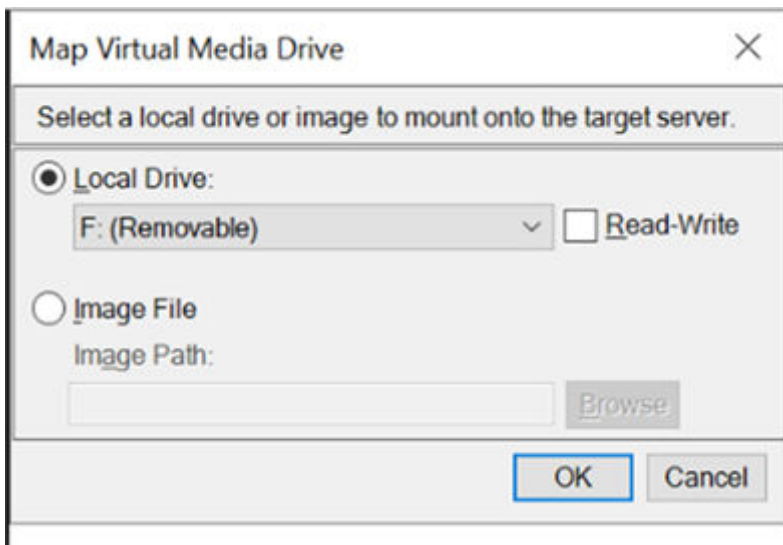 Map Virtual Media Drive
Select a local drive or image to mount onto the target server.
Local Drive:
F: (Removable) Read-Write
Image File
Image Path:
Browse
OK Cancel